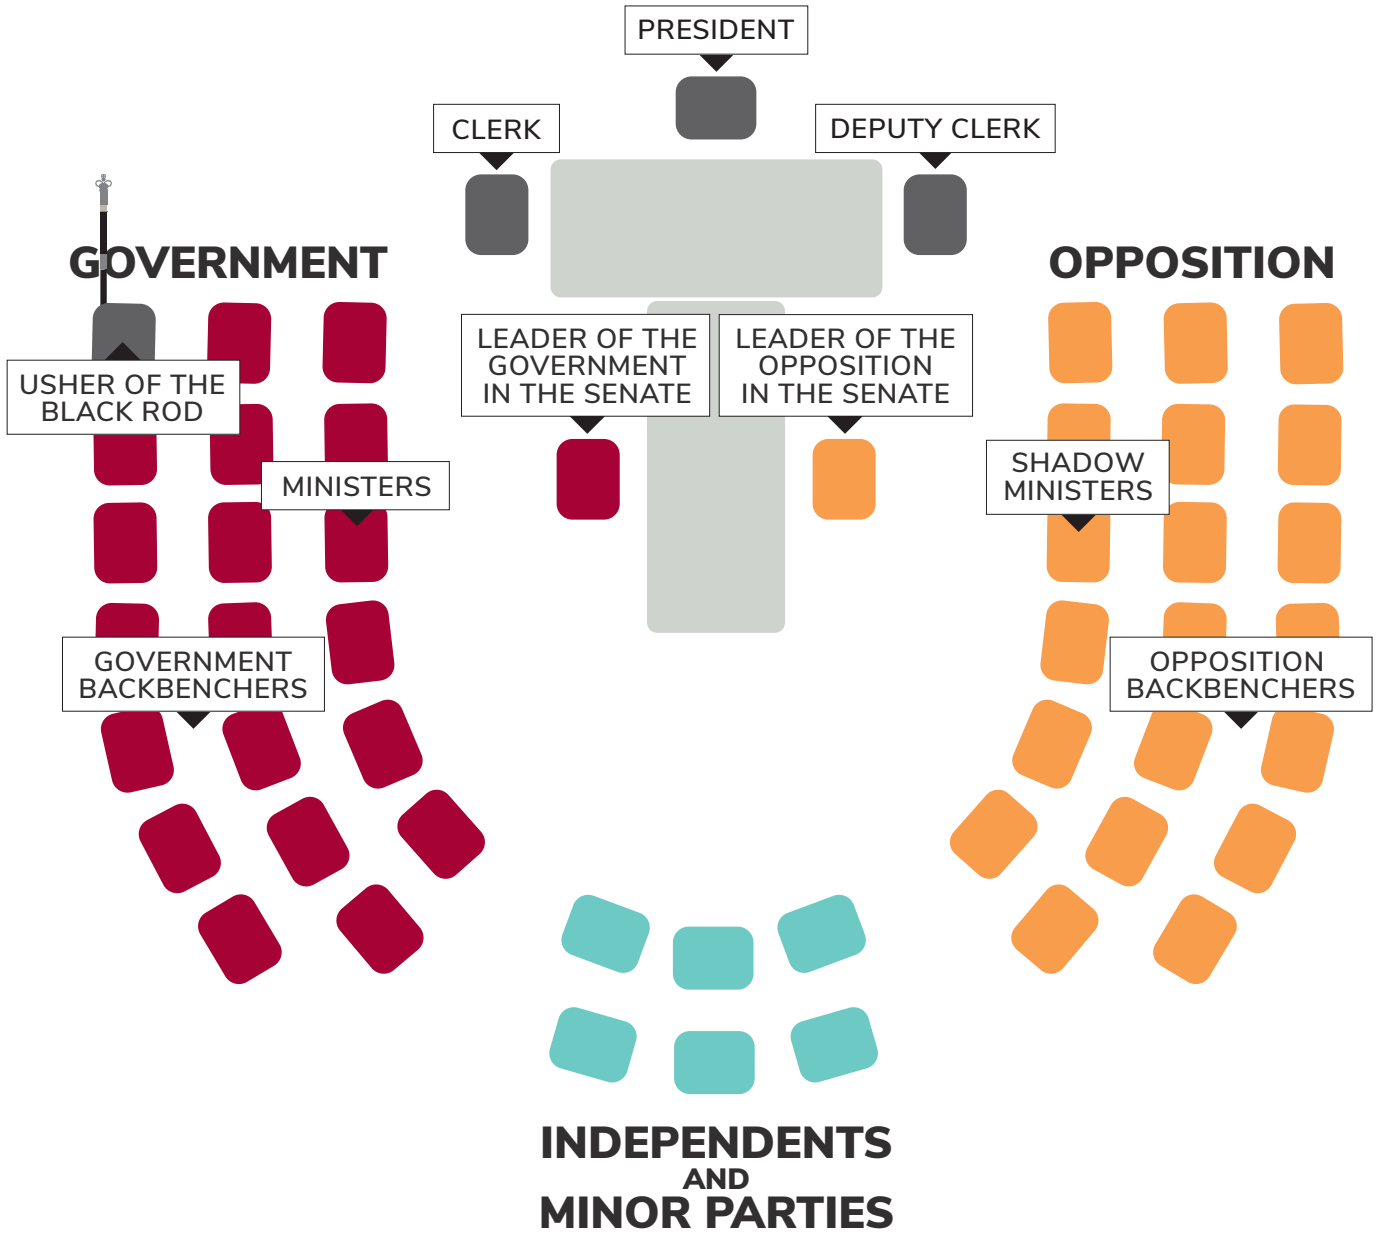 PRESIDENT
CLERK
DEPUTY CLERK
GOVERNMENT
OPPOSITION
LEADER OF THE
GOVERNMENT
IN THE SENATE
LEADER OF THE
OPPOSITION
IN THE SENATE
USHER OF THE
BLACK ROD
MINISTERS
SHADOW
MINISTERS
GOVERNMENT
BACKBENCHERS
OPPOSITION
BACKBENCHERS
INDEPENDENTS
AND
MINOR PARTIES